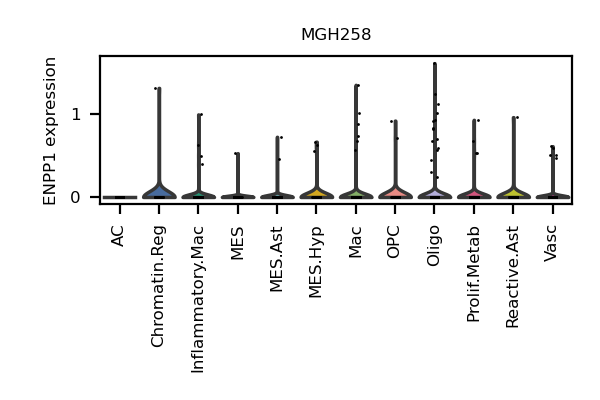 MGH258
ENPP1 expression
1
0
AC
Chromatin.Reg
Inflammatory.Mac
MES
MES.Ast
MES.Hyp
Mac
OPC
Oligo
Prolif.Metab
Reactive.Ast
Vasc